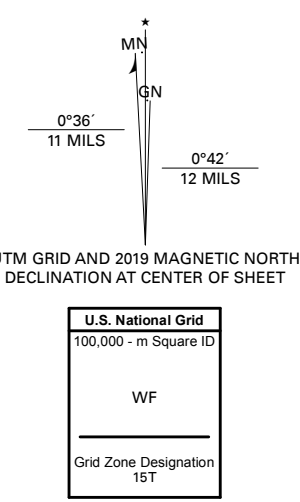 ★
MN
GN
0°36´
11 MILS
0°42´
12 MILS
UTM GRID AND 2019 MAGNETIC NORTH
DECLINATION AT CENTER OF SHEET
U.S. National Grid
100,000 - m Square ID
WF
Grid Zone Designation
15T